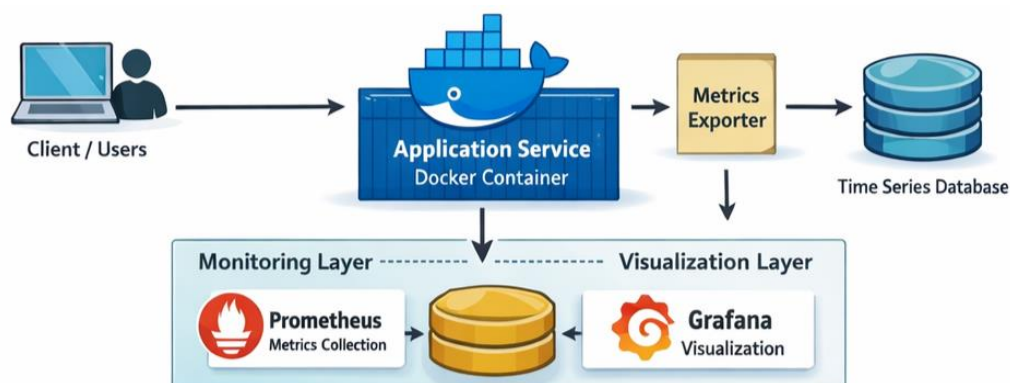 Client / Users
Application Service
Docker Container
Metrics
Exporter
Time Series Database
Monitoring Layer
Visualization Layer
Prometheus
Metrics Collection
Grafana
Visualization